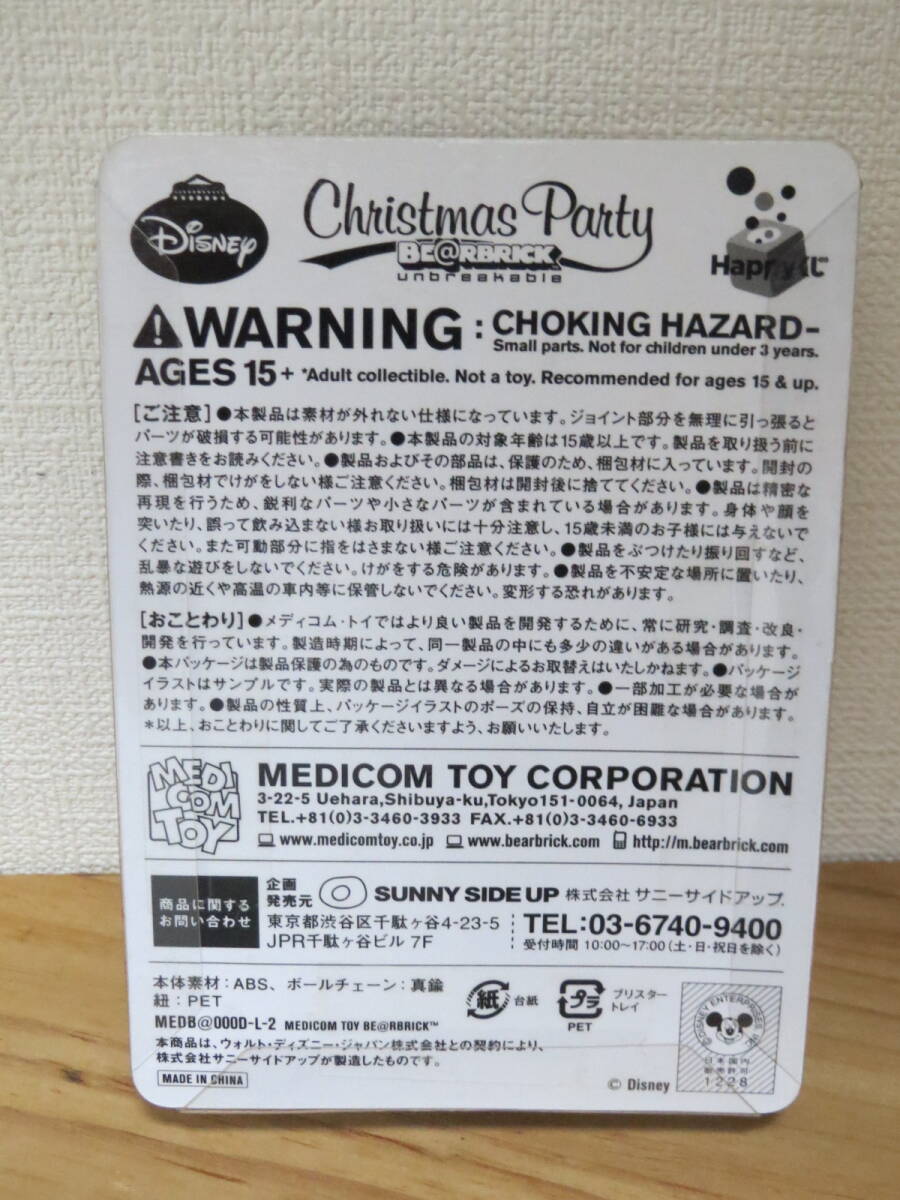 Disney
Christmas Party
BE@RBRICK™
unbreakable
Happyくじ™
WARNING : CHOKING HAZARD–
Small parts. Not for children under 3 years.
AGES 15+ *Adult collectible. Not a toy. Recommended for ages 15 & up.
[ご注意]●本製品は素材が外れない仕様になっています。ジョイント部分を無理に引っ張ると
パーツが破損する可能性があります。●本製品の対象年齢は15歳以上です。製品を取り扱う前に
注意書きをお読みください。●製品およびその部品は、保護のため、梱包材に入っています。開封の
際、梱包材でけがをしない様ご注意ください。梱包材は開封後に捨ててください。●製品は精密な
再現を行うため、鋭利なパーツや小さなパーツが含まれている場合があります。身体や顔を
突いたり、誤って飲み込まない様お取り扱いには十分注意し、15歳未満のお子様には与えないで
ください。また可動部分に指をはさまない様ご注意ください。●製品をぶつけたり振り回すなど、
乱暴な遊びをしないでください。けがをする危険があります。●製品を不安定な場所に置いたり、
熱源の近くや高温の車内等に保管しないでください。変形する恐れがあります。
[おことわり]●メディコム・トイではより良い製品を開発するために、常に研究・調査・改良・
開発を行っています。製造時期によって、同一製品の中にも多少の違いがある場合があります。
●本パッケージは製品保護の為のものです。ダメージによるお取替えはいたしかねます。●パッケージ
イラストはサンプルです。実際の製品とは異なる場合があります。●一部加工が必要な場合が
あります。●製品の性質上、パッケージイラストのポーズの保持、自立が困難な場合があります。
*以上、おことわりに関してご了承くださいますよう、お願いいたします。
MEDI
COM
TOY
MEDICOM TOY CORPORATION
3-22-5 Uehara,Shibuya-ku,Tokyo151-0064, Japan
TEL.+81(0)3-3460-3933 FAX.+81(0)3-3460-6933
www.medicomtoy.co.jp www.bearbrick.com http://m.bearbrick.com
商品に関する
お問い合わせ
企画
発売元
SUNNY SIDE UP 株式会社 サニーサイドアップ.
東京都渋谷区千駄ヶ谷4-23-5
JPR千駄ヶ谷ビル 7F
TEL:03-6740-9400
受付時間 10:00〜17:00(土・日・祝日を除く)
本体素材：ABS、ボールチェーン：真鍮
紐：PET
MEDB@000D-L-2 MEDICOM TOY BE@RBRICK™
本商品は、ウォルト・ディズニー・ジャパン株式会社との契約により、
株式会社サニーサイドアップが製造したものです。
MADE IN CHINA
紙
台紙
プラ
PET
ブリスター
トレイ
© Disney
日本国内
販売許可
1228